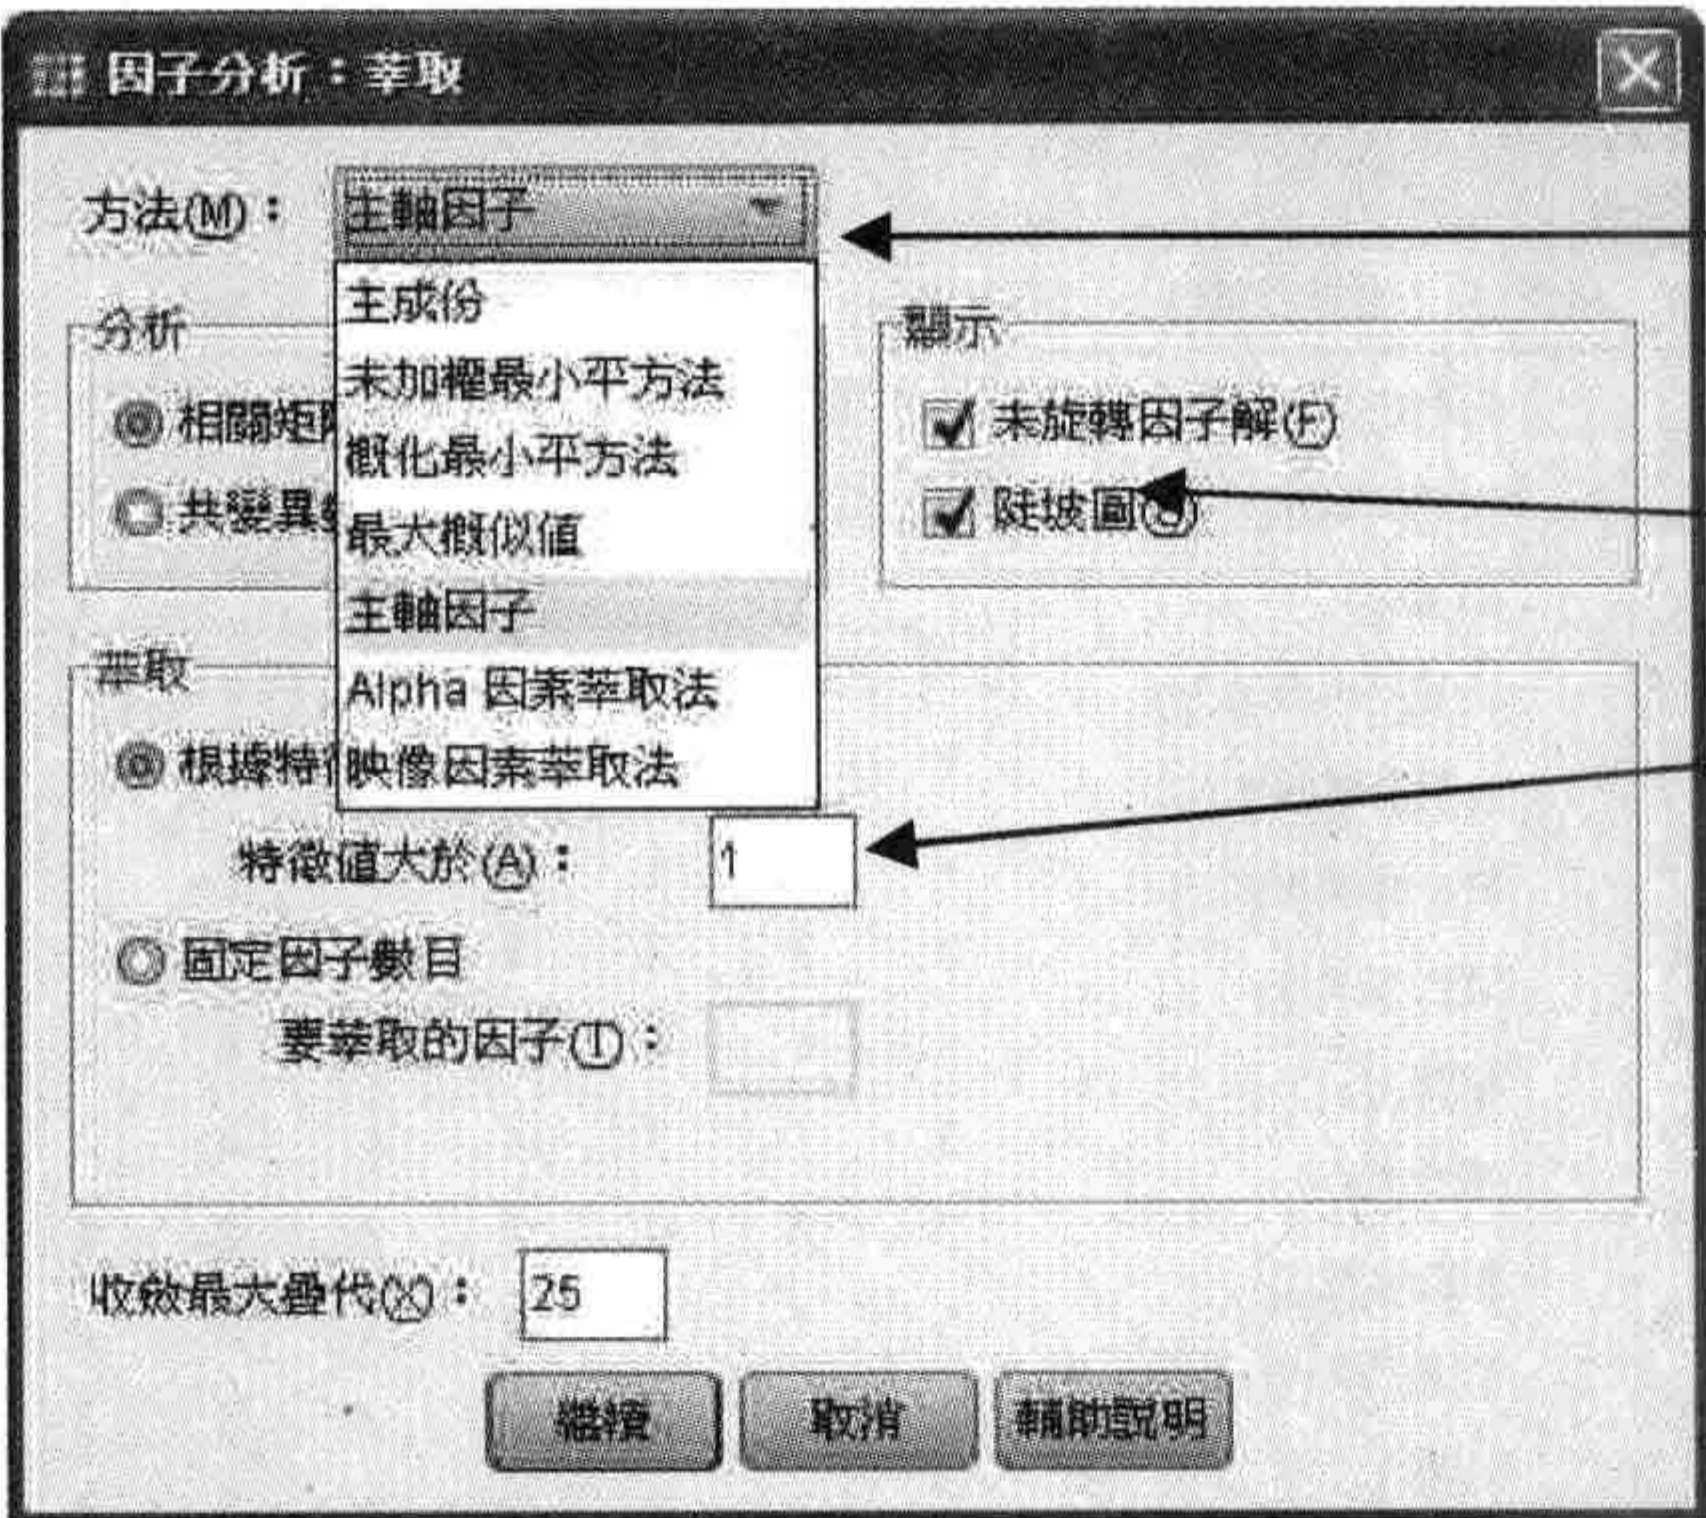 因子分析：萃取
方法(M)：
主軸因子
主成份
未加權最小平方法
概化最小平方法
最大概似值
主軸因子
Alpha 因素萃取法
映像因素萃取法
分析
相關矩
共變異
顯示
未旋轉因子解(F)
陡坡圖
萃取
根據特
特徵值大於(A)：
1
固定因子數目
要萃取的因子(T)：
收斂最大疊代(X)：
25
繼續
取消
輔助說明